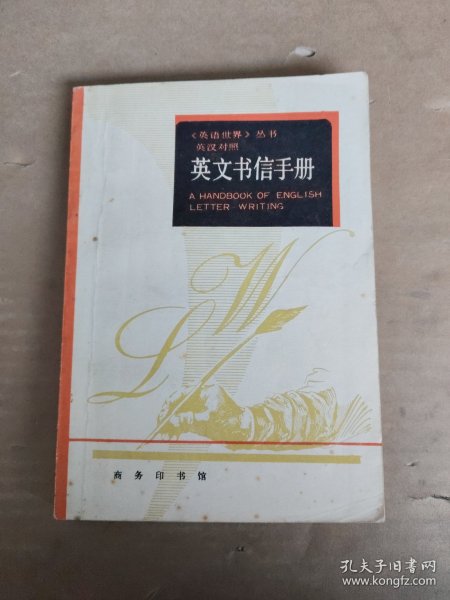 《英语世界》丛书
英汉对照
英文书信手册
A HANDBOOK OF ENGLISH
LETTER WRITING
L W
商务印书馆
孔夫子旧书网
www.kongfz.com